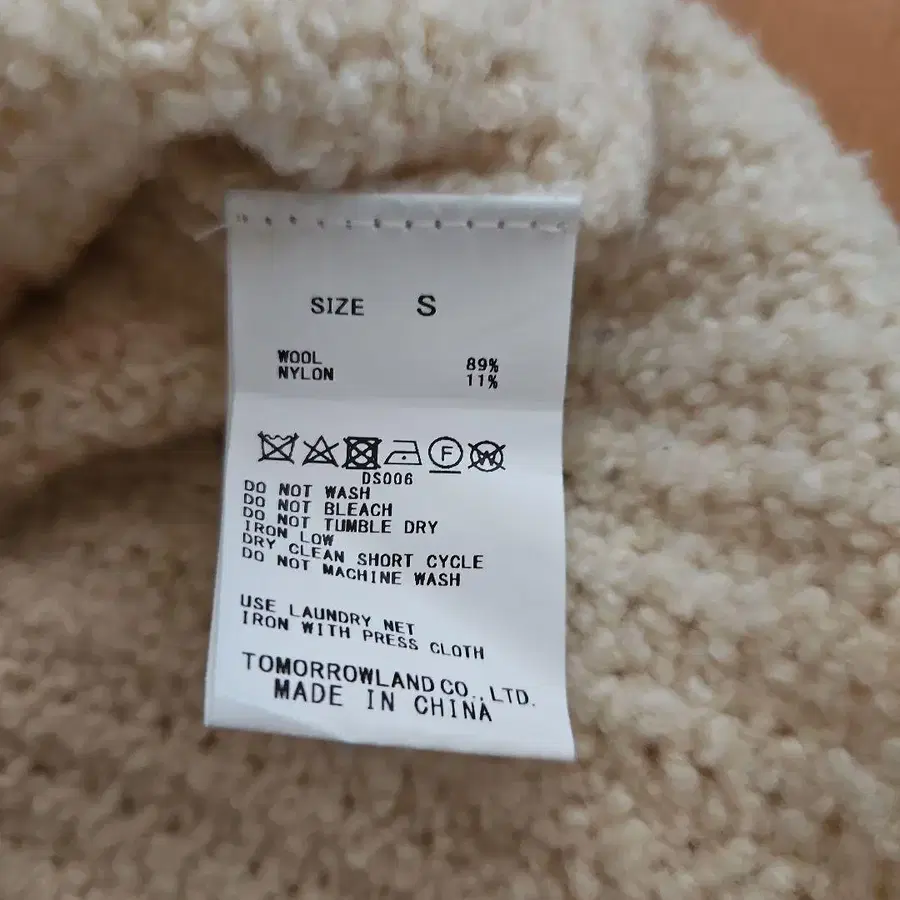 SIZE S
WOOL 89%
NYLON 11%
F W
DS006
DO NOT WASH
DO NOT BLEACH
DO NOT TUMBLE DRY
IRON LOW
DRY CLEAN SHORT CYCLE
DO NOT MACHINE WASH
USE LAUNDRY NET
IRON WITH PRESS CLOTH
TOMORROWLAND CO., LTD.
MADE IN CHINA